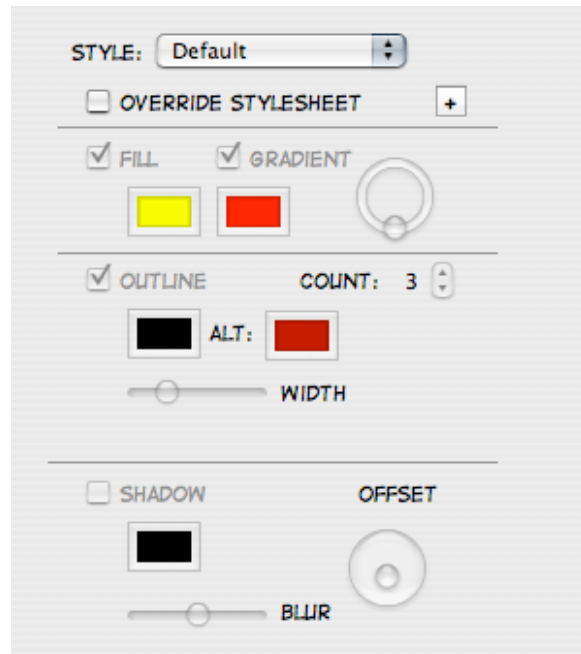 STYLE: Default
OVERRIDE STYLESHEET +
FILL GRADIENT
OUTLINE COUNT: 3
ALT:
WIDTH
SHADOW OFFSET
BLUR